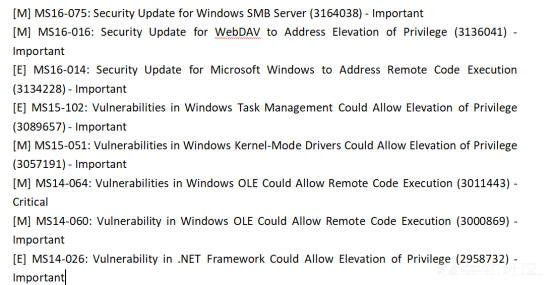 [M] MS16-075: Security Update for Windows SMB Server (3164038) - Important
[M] MS16-016: Security Update for WebDAV to Address Elevation of Privilege (3136041) -
Important
[E] MS16-014: Security Update for Microsoft Windows to Address Remote Code Execution
(3134228) - Important
[E] MS15-102: Vulnerabilities in Windows Task Management Could Allow Elevation of Privilege
(3089657) - Important
[M] MS15-051: Vulnerabilities in Windows Kernel-Mode Drivers Could Allow Elevation of Privilege
(3057191) - Important
[M] MS14-064: Vulnerabilities in Windows OLE Could Allow Remote Code Execution (3011443) -
Critical
[M] MS14-060: Vulnerability in Windows OLE Could Allow Remote Code Execution (3000869) -
Important
[E] MS14-026: Vulnerability in .NET Framework Could Allow Elevation of Privilege (2958732) -
Important